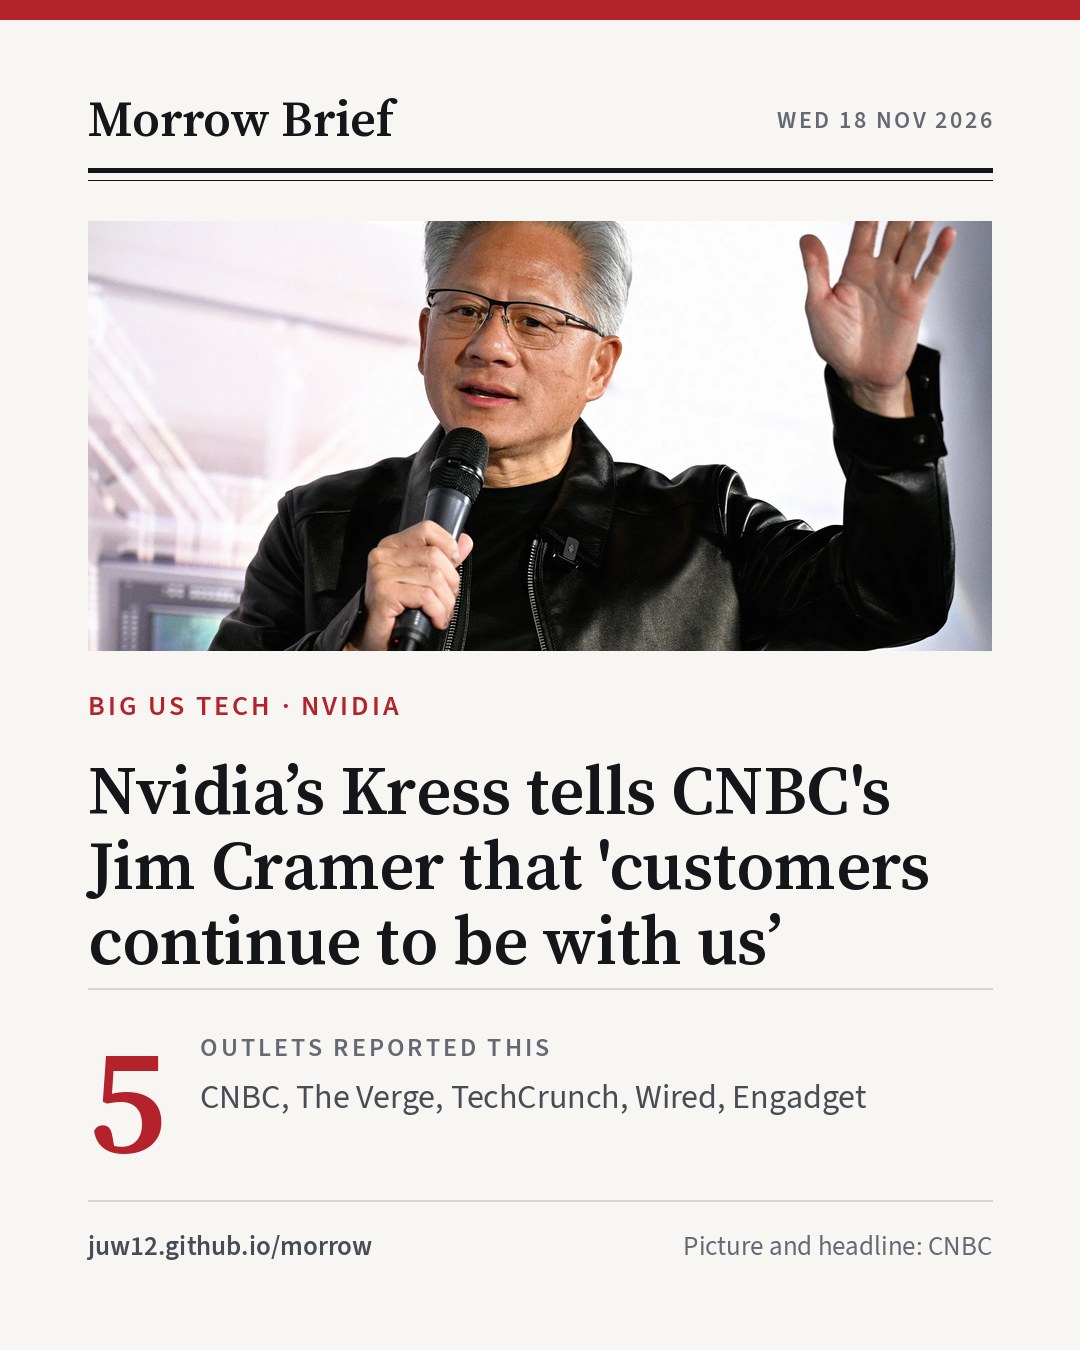 Morrow Brief
WED 18 NOV 2026
BIG US TECH · NVIDIA
Nvidia’s Kress tells CNBC's
Jim Cramer that 'customers
continue to be with us’
5
OUTLETS REPORTED THIS
CNBC, The Verge, TechCrunch, Wired, Engadget
juw12.github.io/morrow
Picture and headline: CNBC